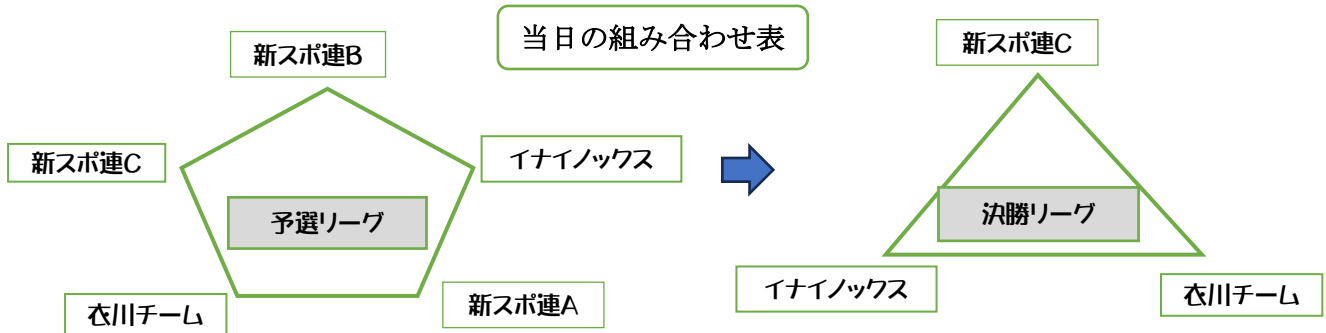 当日の組み合わせ表
新スポ連B
新スポ連C
イナイノックス
予選リーグ
衣川チーム
新スポ連A
新スポ連C
決勝リーグ
イナイノックス
衣川チーム